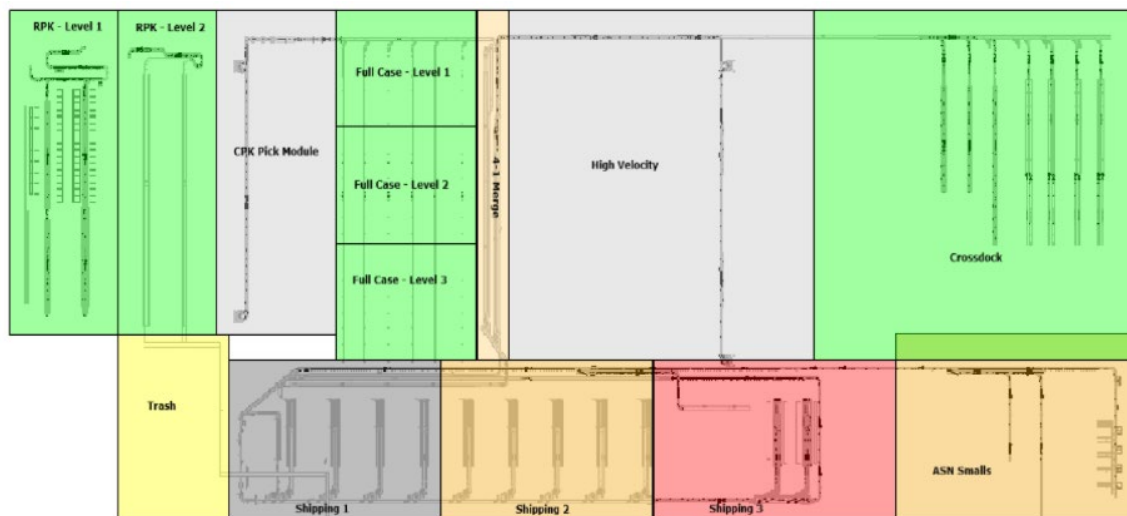 RPK - Level 1
RPK - Level 2
CPK Pick Module
Full Case - Level 1
Full Case - Level 2
Full Case - Level 3
4-1 Merge
High Velocity
Crossdock
Trash
Shipping 1
Shipping 2
Shipping 3
ASN Smalls